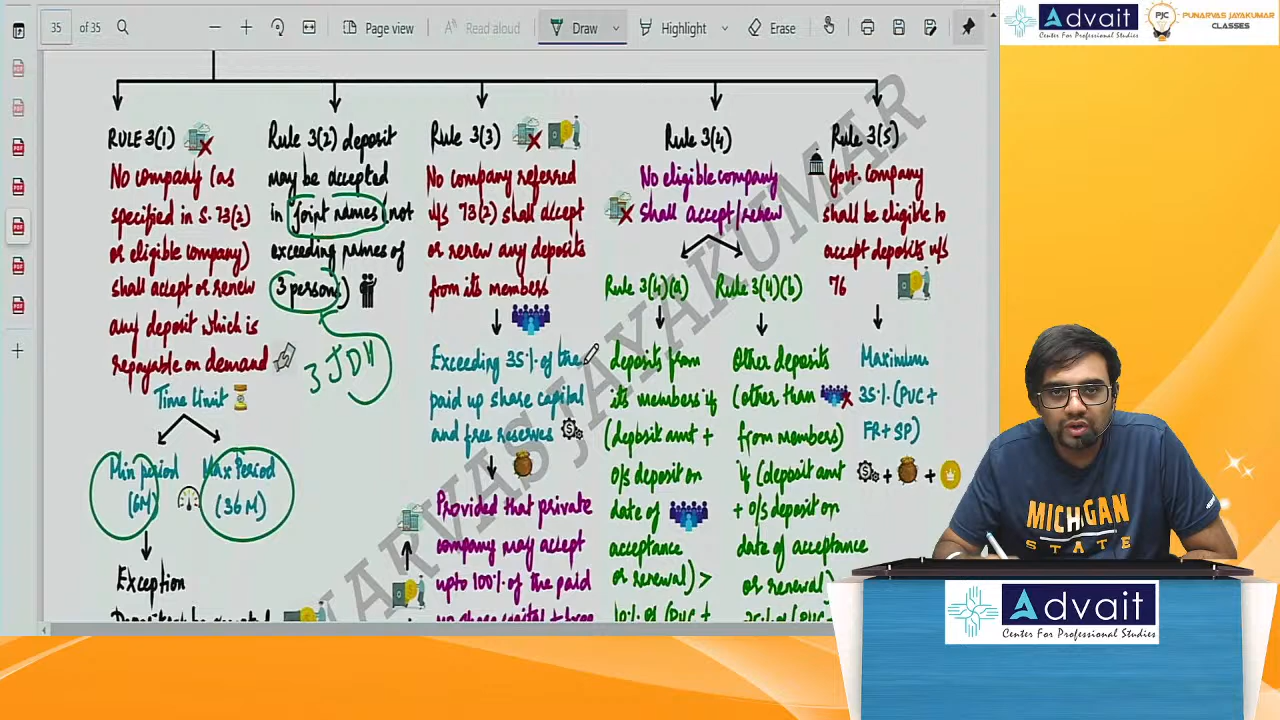 35 of 35
Page view
Read aloud
Draw
Highlight
Erase
Advait
Center For Professional Studies
PJC
PUNARVAS JAYAKUMAR
CLASSES
RULE 3(1)
No company (as
specified in S. 73(2)
or eligible company)
shall accept or renew
any deposit which is
repayable on demand
Time limit
Min period
(6M)
Max Period
(36 M)
Exception
Rule 3(2) deposit
may be accepted
in Joint names (not
exceeding names of
3 persons)
3 JDH
Rule 3(3)
No company referred
u/s 73(2) shall accept
or renew any deposits
from its members
Exceeding 35% of the
paid up share capital
and free reserves
Provided that private
company may accept
upto 100% of the paid
Rule 3(4)
No eligible company
shall accept/renew
Rule 3(4)(a)
deposits from
its members if
(deposit amt +
o/s deposit on
date of
acceptance
or renewal) >
10% of (PUC +
Rule 3(4)(b)
Other deposits
(other than
from members)
if (deposit amt
+ o/s deposit on
date of acceptance
or renewal)
Rule 3(5)
Govt. Company
shall be eligible to
accept deposits u/s
76
Maximum
35% (PUC +
FR + SP)
ARVAS JAYAKUMAR
MICHIGAN
STATE
Advait
Center For Professional Studies